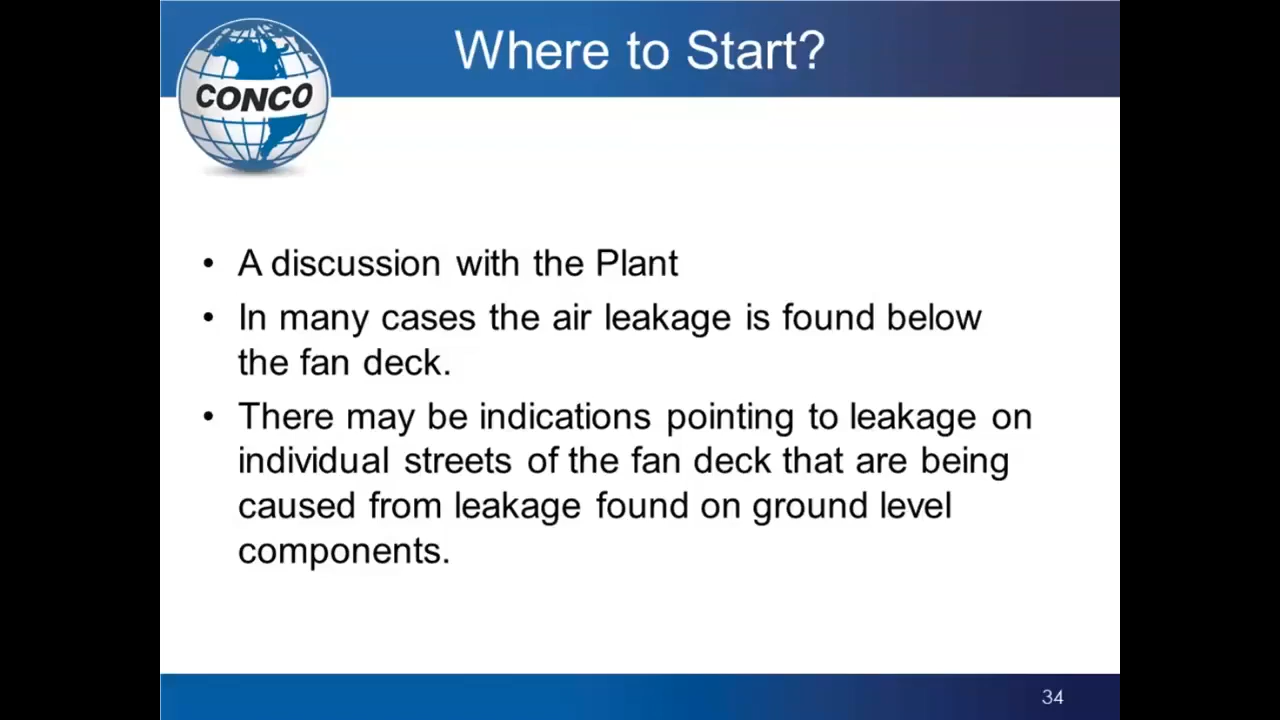 Where to Start?
CONCO
• A discussion with the Plant
• In many cases the air leakage is found below
the fan deck.
• There may be indications pointing to leakage on
individual streets of the fan deck that are being
caused from leakage found on ground level
components.
34